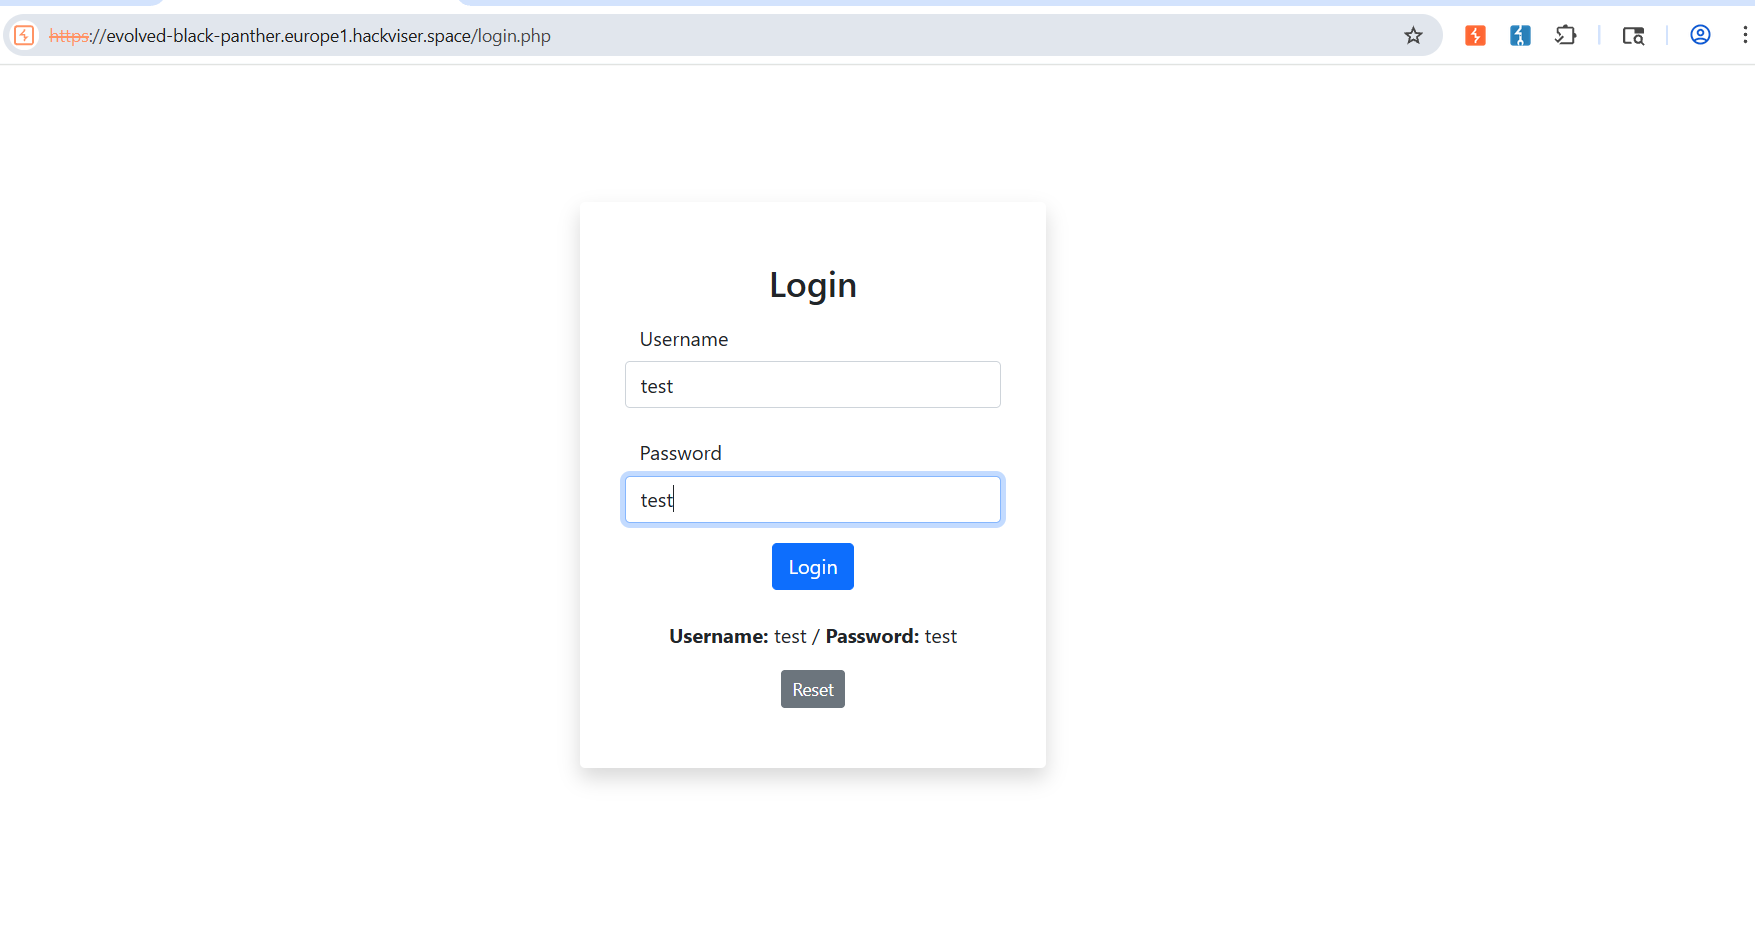 https://evolved-black-panther.europe1.hackviser.space/login.php
Login
Username
test
Password
test
Login
Username: test / Password: test
Reset